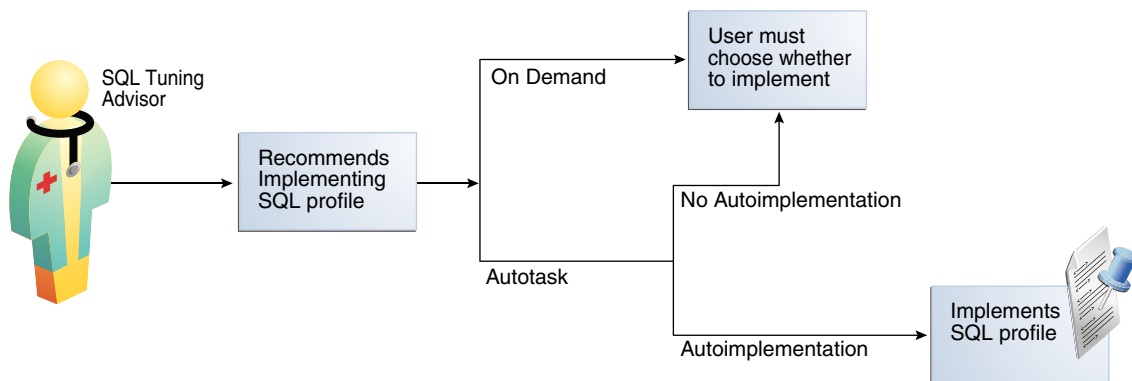 SQL Tuning
Advisor
Recommends
Implementing
SQL profile
On Demand
User must
choose whether
to implement
No Autoimplementation
Autotask
Autoimplementation
Implements
SQL profile